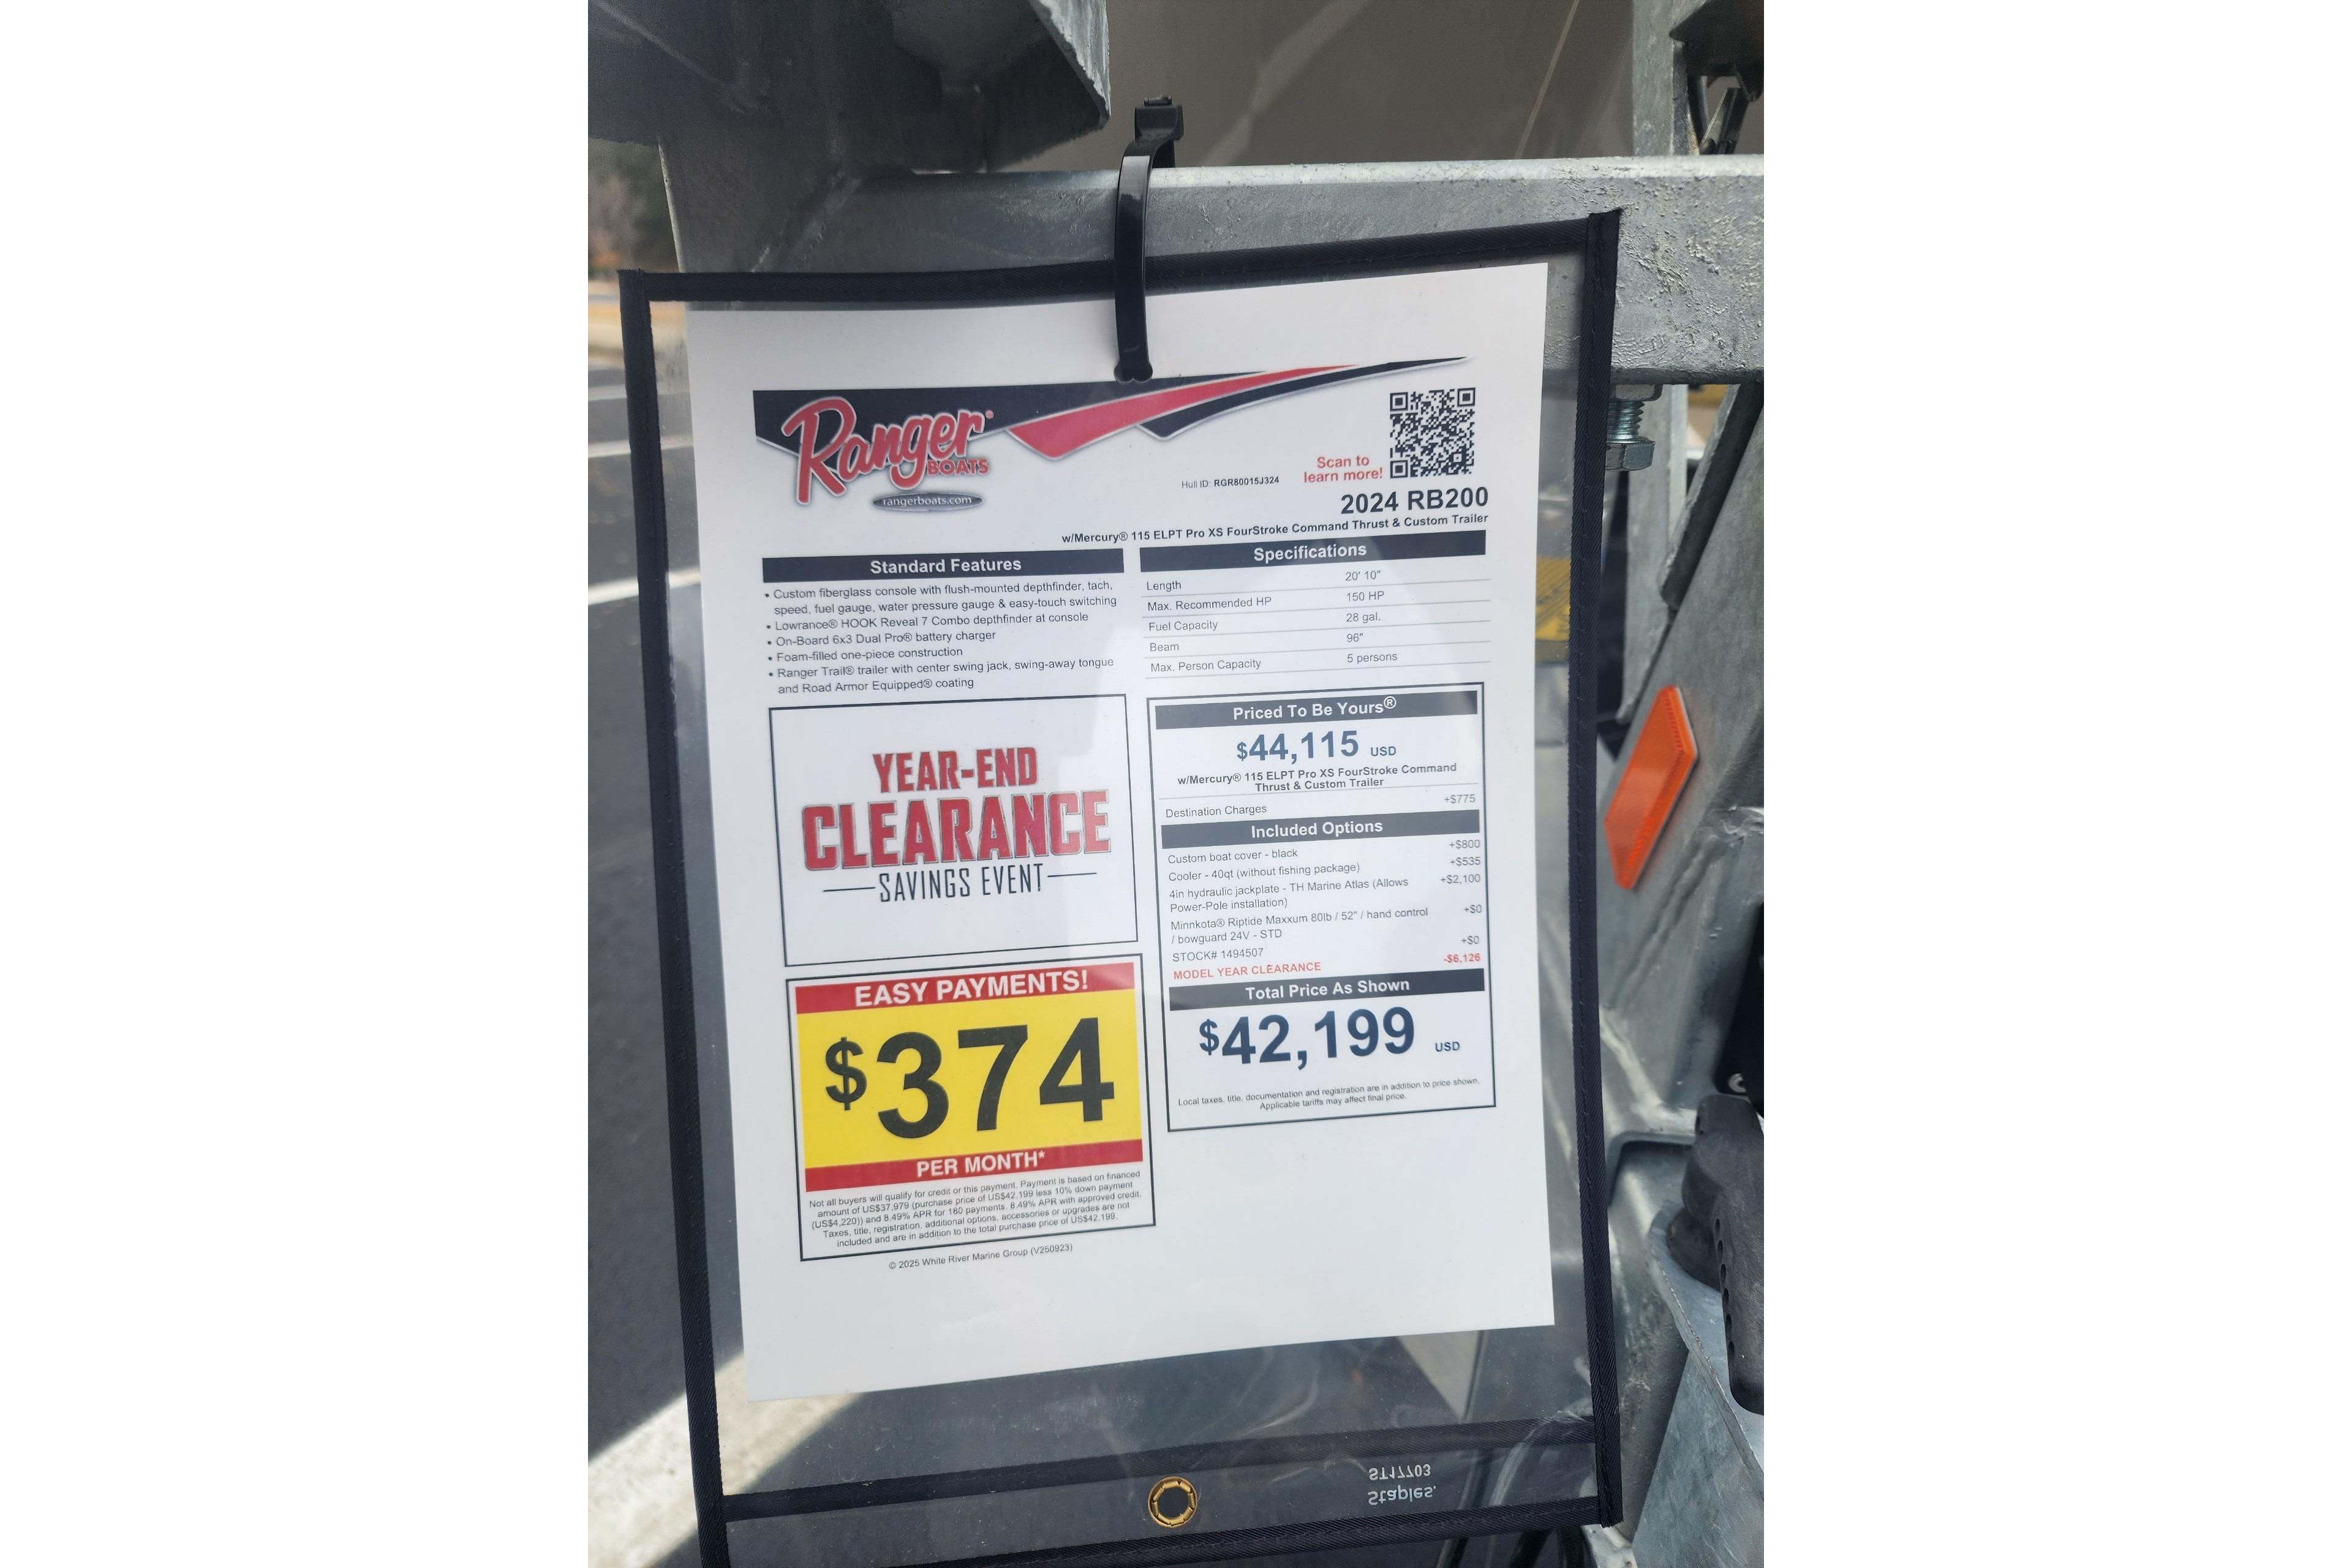 Ranger®
BOATS
rangerboats.com
Scan to
learn more!
Hull ID: RGR80015J324
2024 RB200
w/Mercury® 115 ELPT Pro XS FourStroke Command Thrust & Custom Trailer
Standard Features
• Custom fiberglass console with flush-mounted depthfinder, tach,
speed, fuel gauge, water pressure gauge & easy-touch switching
• Lowrance® HOOK Reveal 7 Combo depthfinder at console
• On-Board 6x3 Dual Pro® battery charger
• Foam-filled one-piece construction
• Ranger Trail® trailer with center swing jack, swing-away tongue
and Road Armor Equipped® coating
Specifications
Length 20' 10"
Max. Recommended HP 150 HP
Fuel Capacity 28 gal.
Beam 96"
Max. Person Capacity 5 persons
YEAR-END
CLEARANCE
SAVINGS EVENT
EASY PAYMENTS!
$374
PER MONTH*
Not all buyers will qualify for credit or this payment. Payment is based on financed
amount of US$37,979 (purchase price of US$42,199 less 10% down payment
(US$4,220)) and 8.49% APR for 180 payments. 8.49% APR with approved credit.
Taxes, title, registration, additional options, accessories or upgrades are not
included and are in addition to the total purchase price of US$42,199.
© 2025 White River Marine Group (V250923)
Priced To Be Yours®
$44,115 USD
w/Mercury® 115 ELPT Pro XS FourStroke Command
Thrust & Custom Trailer
Destination Charges +$775
Included Options
Custom boat cover - black +$800
Cooler - 40qt (without fishing package) +$535
4in hydraulic jackplate - TH Marine Atlas (Allows +$2,100
Power-Pole installation)
Minnkota® Riptide Maxxum 80lb / 52" / hand control +$0
/ bowguard 24V - STD
STOCK# 1494507 +$0
MODEL YEAR CLEARANCE -$6,126
Total Price As Shown
$42,199 USD
Local taxes, title, documentation and registration are in addition to price shown.
Applicable tariffs may affect final price.
Staples.
ST17703